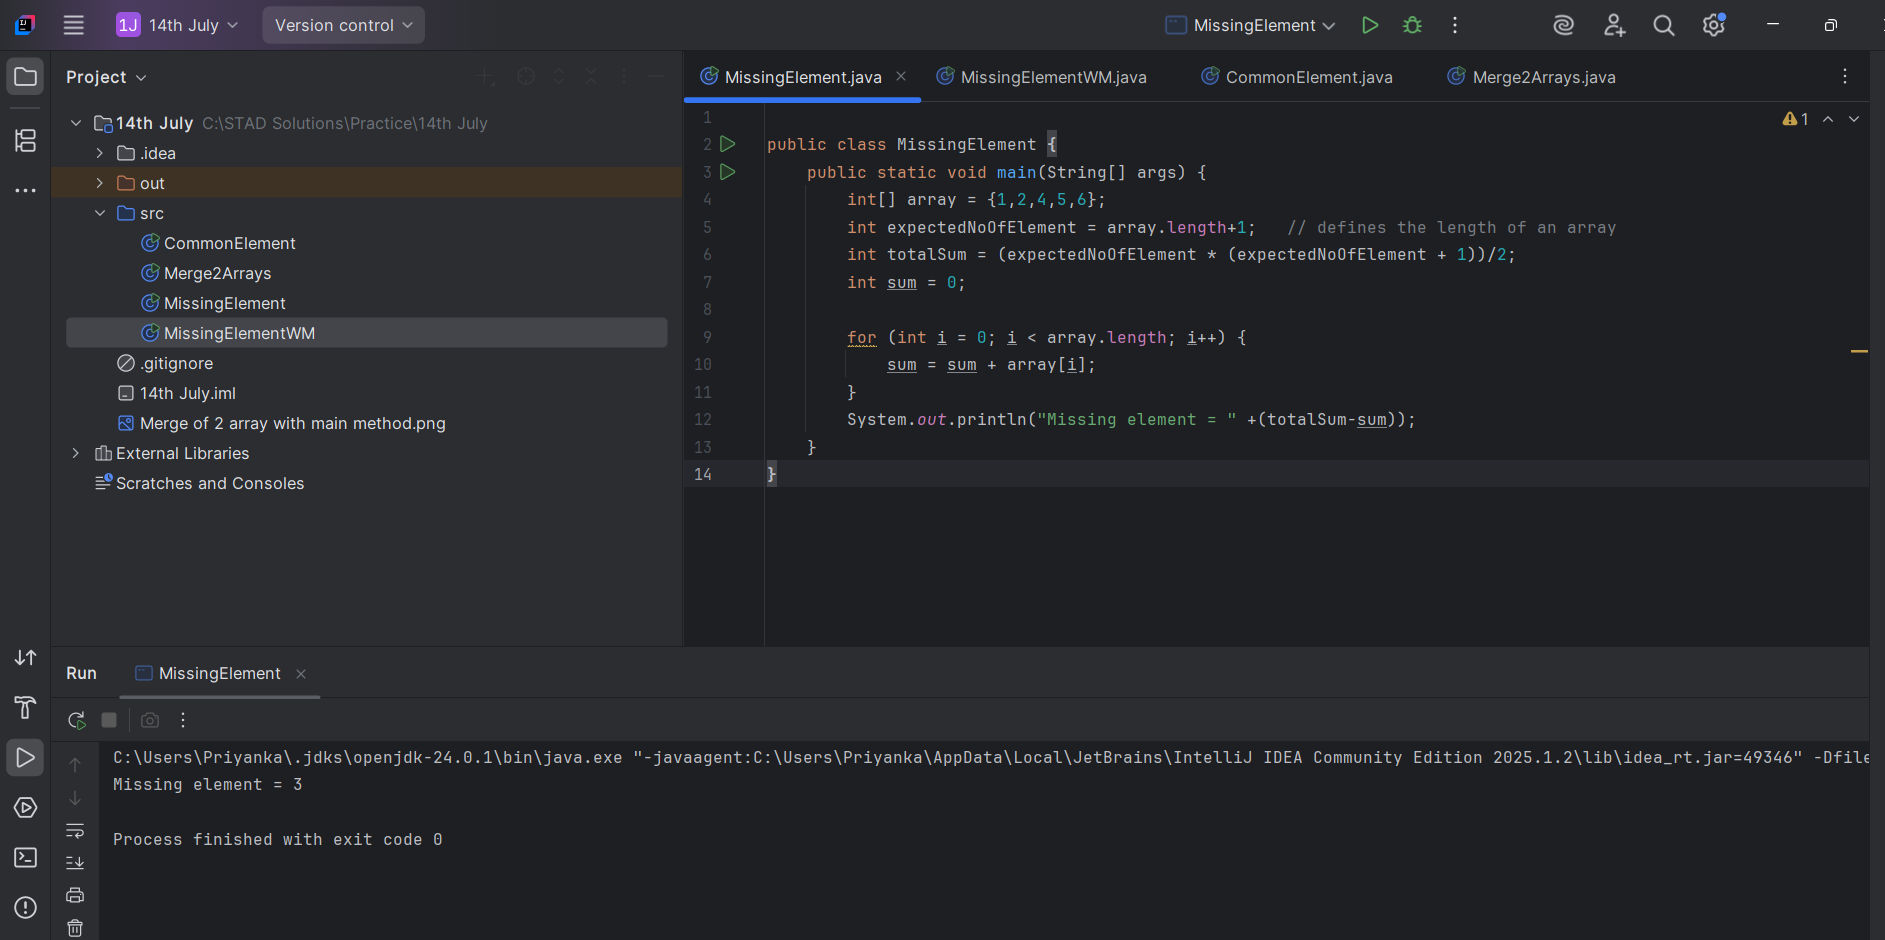 1J 14th July Version control MissingElement
Project
MissingElement.java MissingElementWM.java CommonElement.java Merge2Arrays.java
14th July C:\STAD Solutions\Practice\14th July
.idea
out
src
CommonElement
Merge2Arrays
MissingElement
MissingElementWM
.gitignore
14th July.iml
Merge of 2 array with main method.png
External Libraries
Scratches and Consoles
1
1
2 public class MissingElement {
3 public static void main(String[] args) {
4 int[] array = {1,2,4,5,6};
5 int expectedNoOfElement = array.length+1; // defines the length of an array
6 int totalSum = (expectedNoOfElement * (expectedNoOfElement + 1))/2;
7 int sum = 0;
8
9 for (int i = 0; i < array.length; i++) {
10 sum = sum + array[i];
11 }
12 System.out.println("Missing element = " +(totalSum-sum));
13 }
14 }
Run MissingElement
C:\Users\Priyanka\.jdks\openjdk-24.0.1\bin\java.exe "-javaagent:C:\Users\Priyanka\AppData\Local\JetBrains\IntelliJ IDEA Community Edition 2025.1.2\lib\idea_rt.jar=49346" -Dfile
Missing element = 3
Process finished with exit code 0